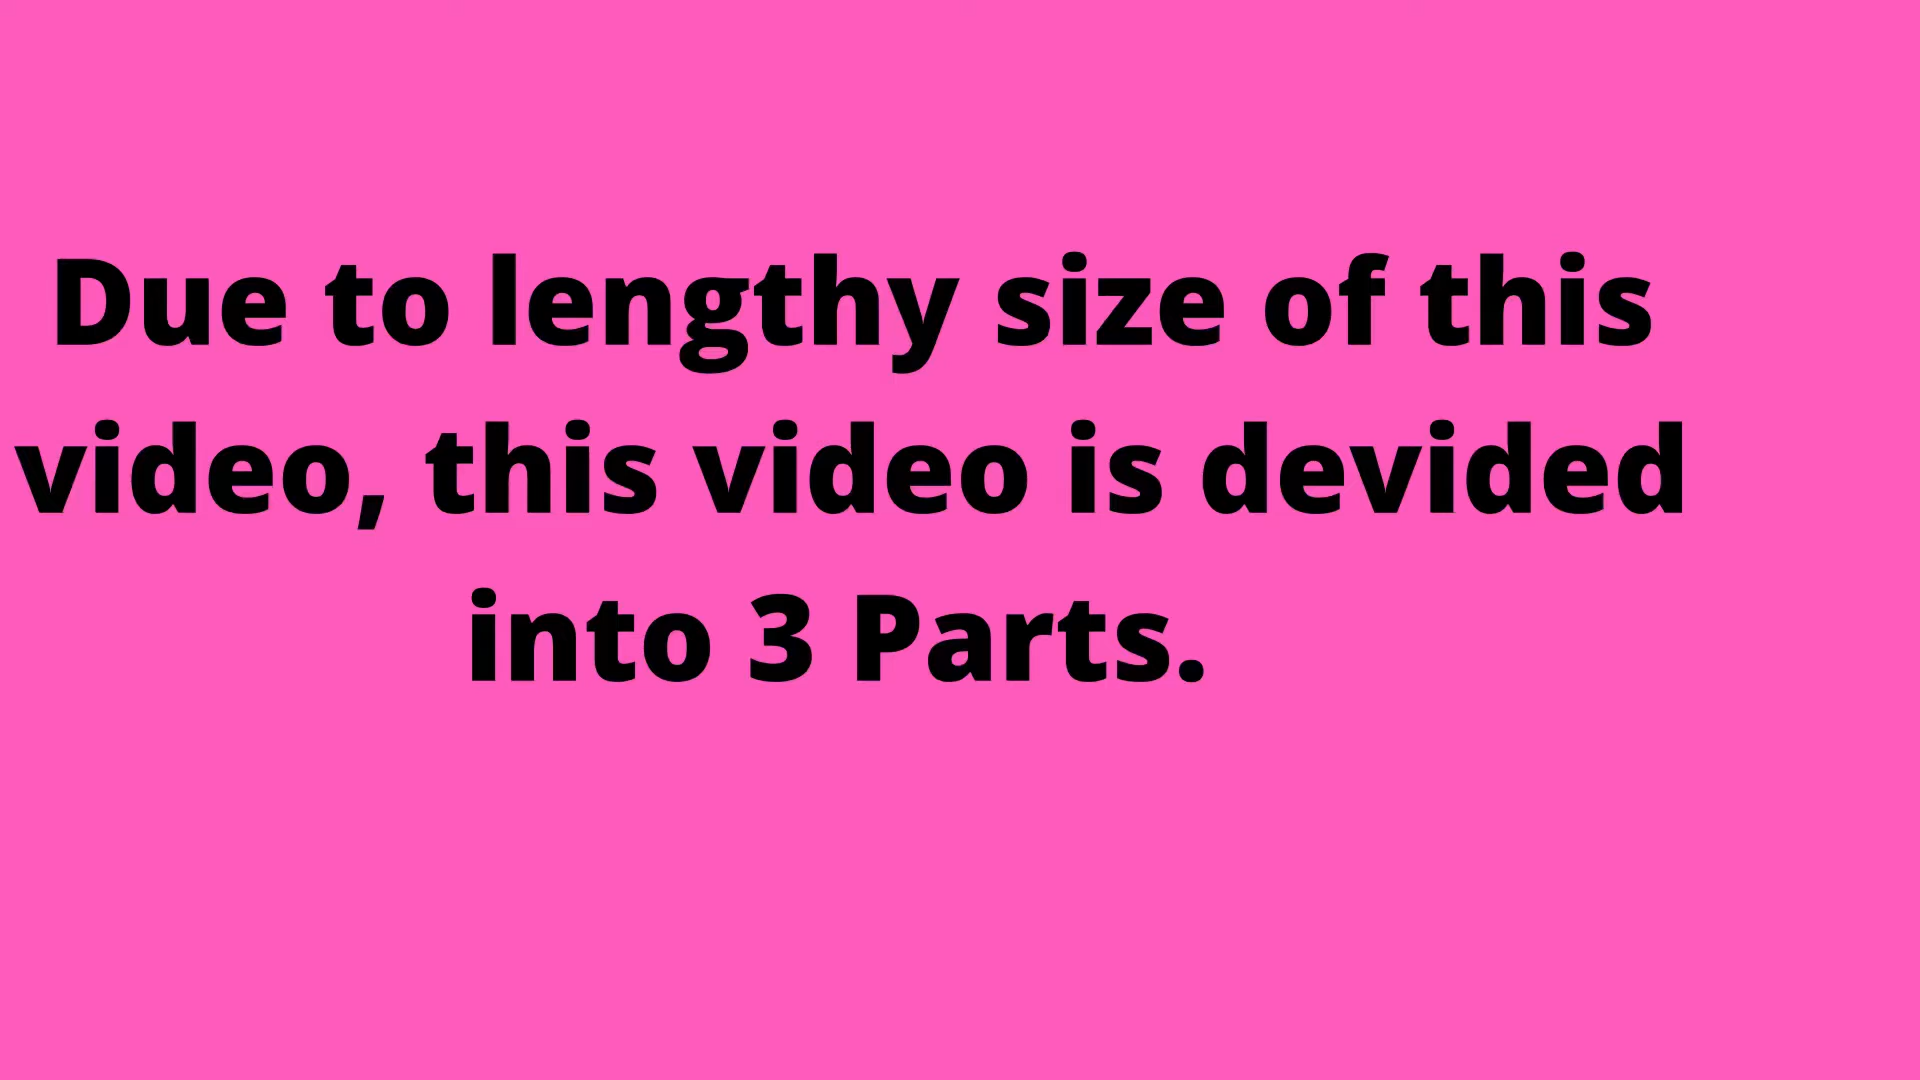 Due to lengthy size of this
video, this video is devided
into 3 Parts.